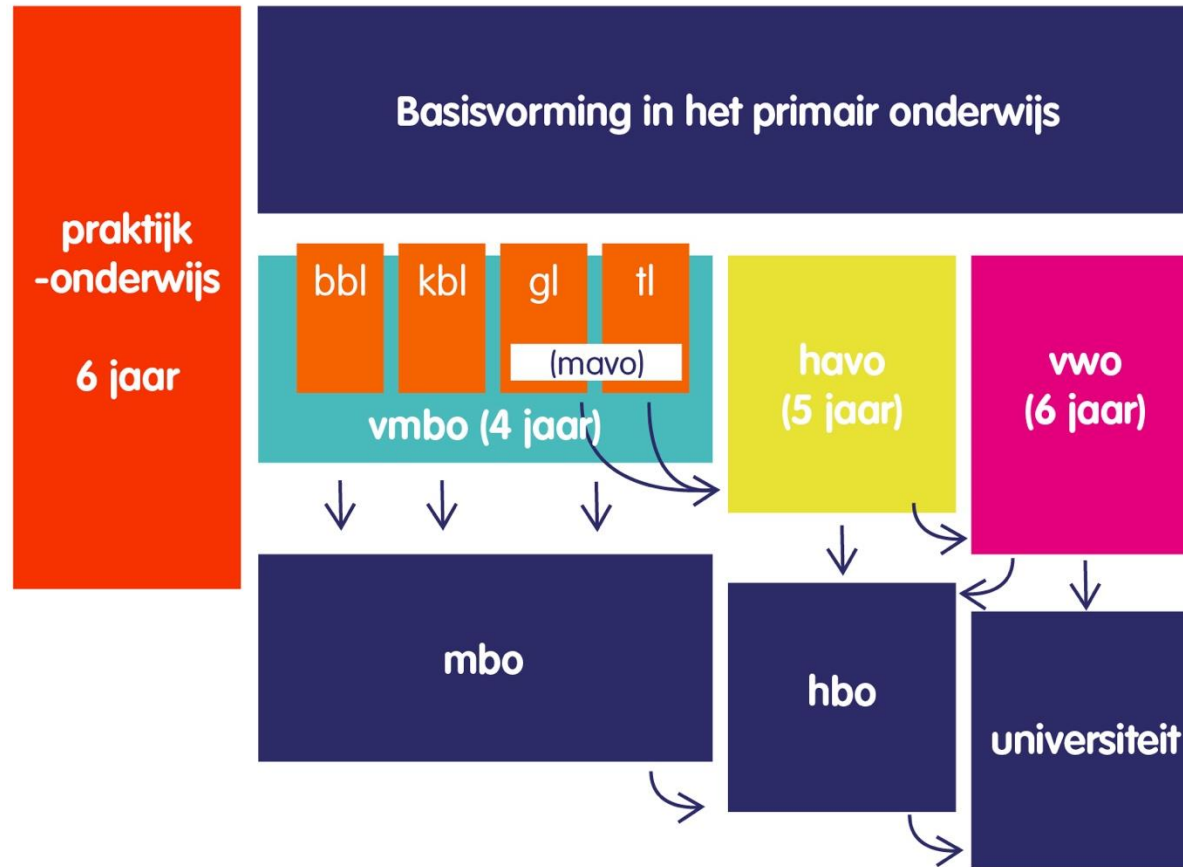 Basisvorming in het primair onderwijs
praktijk
-onderwijs
6 jaar
bbl
kbl
gl
tl
(mavo)
vmbo (4 jaar)
havo
(5 jaar)
vwo
(6 jaar)
mbo
hbo
universiteit